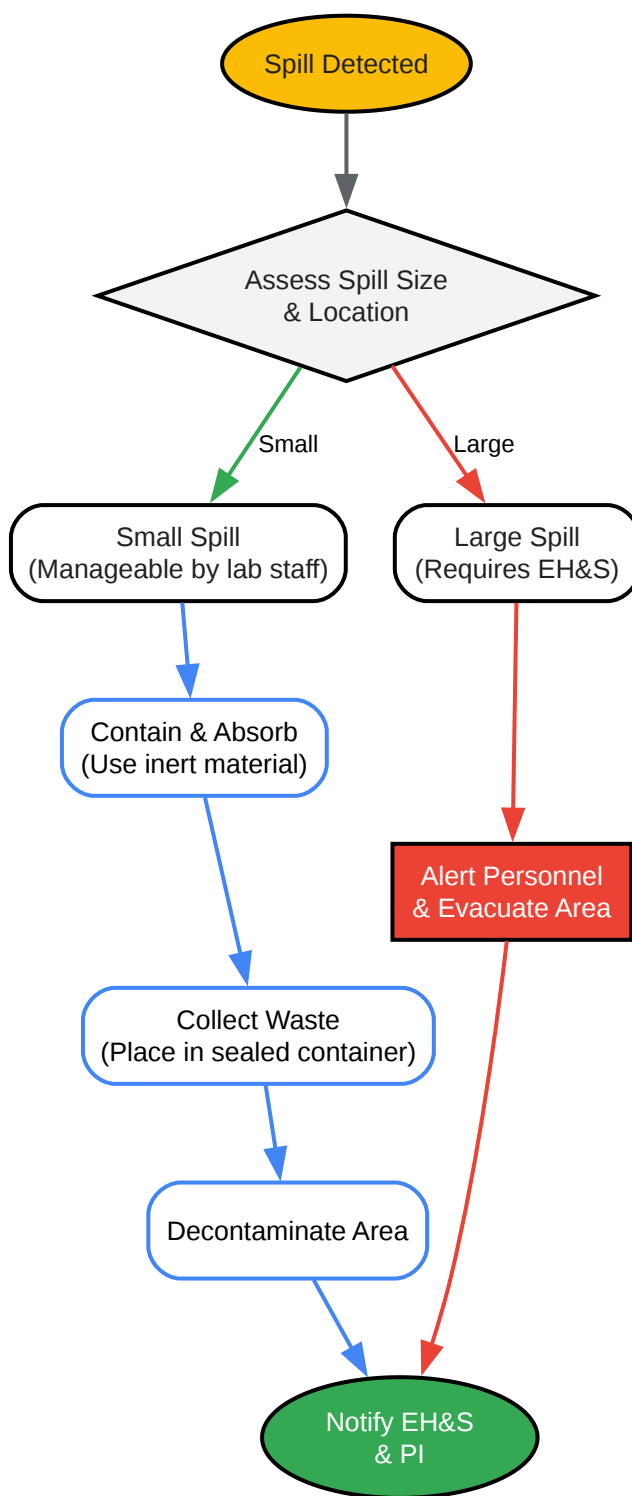 Spill Detected
Assess Spill Size
& Location
Small
Large
Small Spill
(Manageable by lab staff)
Large Spill
(Requires EH&S)
Contain & Absorb
(Use inert material)
Alert Personnel
& Evacuate Area
Collect Waste
(Place in sealed container)
Decontaminate Area
Notify EH&S
& PI